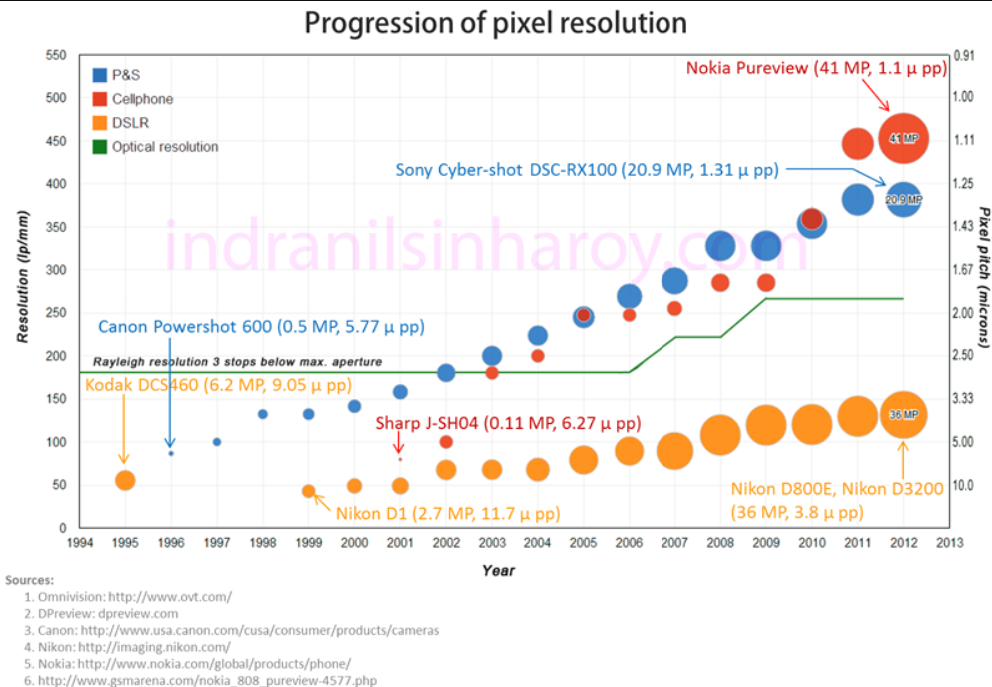 Progression of pixel resolution
550
500
450
400
350
300
250
200
150
100
50
0
Resolution (lp/mm)
P&S
Cellphone
DSLR
Optical resolution
Nokia Pureview (41 MP, 1.1 µ pp)
41 MP
Sony Cyber-shot DSC-RX100 (20.9 MP, 1.31 µ pp)
20.9 MP
indranilsinharoy.com
Canon Powershot 600 (0.5 MP, 5.77 µ pp)
Rayleigh resolution 3 stops below max. aperture
Kodak DCS460 (6.2 MP, 9.05 µ pp)
Sharp J-SH04 (0.11 MP, 6.27 µ pp)
36 MP
Nikon D800E, Nikon D3200
(36 MP, 3.8 µ pp)
Nikon D1 (2.7 MP, 11.7 µ pp)
0.91
1.00
1.11
1.25
1.43
1.67
2.00
2.50
3.33
5.00
10.0
Pixel pitch (microns)
1994 1995 1996 1997 1998 1999 2000 2001 2002 2003 2004 2005 2006 2007 2008 2009 2010 2011 2012 2013
Year
Sources:
1. Omnivision: http://www.ovt.com/
2. DPreview: dpreview.com
3. Canon: http://www.usa.canon.com/cusa/consumer/products/cameras
4. Nikon: http://imaging.nikon.com/
5. Nokia: http://www.nokia.com/global/products/phone/
6. http://www.gsmarena.com/nokia_808_pureview-4577.php